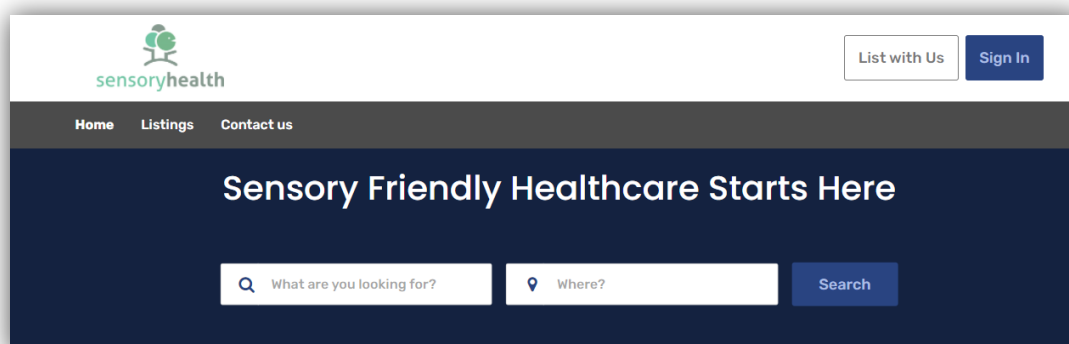 sensoryhealth
List with Us
Sign In
Home Listings Contact us
Sensory Friendly Healthcare Starts Here
What are you looking for?
Where?
Search